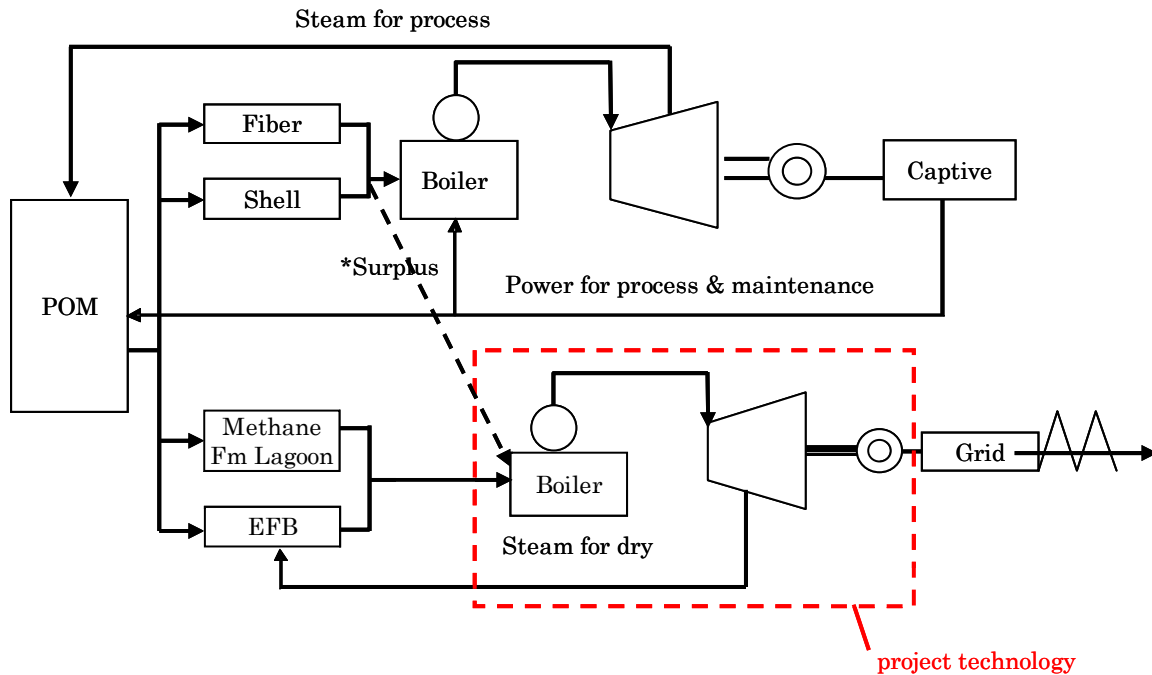 Steam for process
Fiber
Shell
Boiler
Captive
*Surplus
Power for process & maintenance
POM
Methane
Fm Lagoon
EFB
Boiler
Grid
Steam for dry
project technology